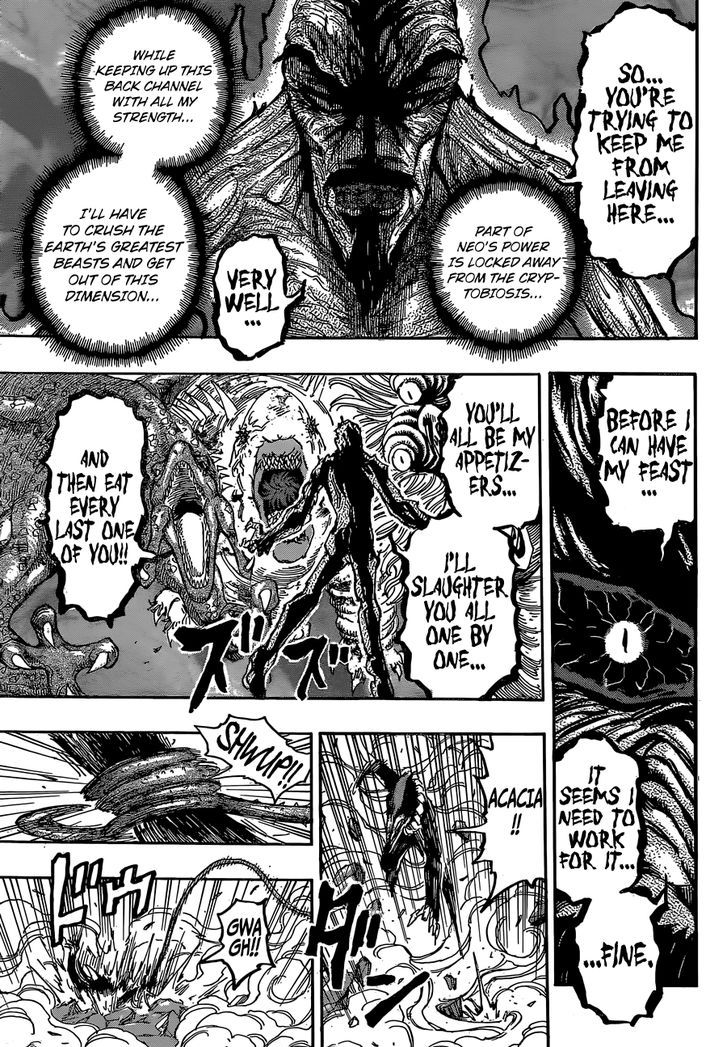 SO...
YOU'RE
TRYING TO
KEEP ME
FROM
LEAVING
HERE...
WHILE
KEEPING UP THIS
BACK CHANNEL
WITH ALL MY
STRENGTH...
PART OF
NEO'S POWER
IS LOCKED AWAY
FROM THE CRYP-
TOBIOSIS...
I'LL HAVE
TO CRUSH THE
EARTH'S GREATEST
BEASTS AND GET
OUT OF THIS
DIMENSION...
VERY
WELL
...
BEFORE I
CAN HAVE
MY FEAST
...
IT
SEEMS I
NEED TO
WORK
FOR IT...
...FINE.
YOU'LL
ALL BE MY
APPETIZ-
ERS...
I'LL
SLAUGHTER
YOU ALL
ONE BY
ONE...
AND
THEN EAT
EVERY
LAST ONE
OF YOU!!
ズズ
ACACIA
!!
ダッ
SHWUP!!
GWA
GH!!
ドパッ